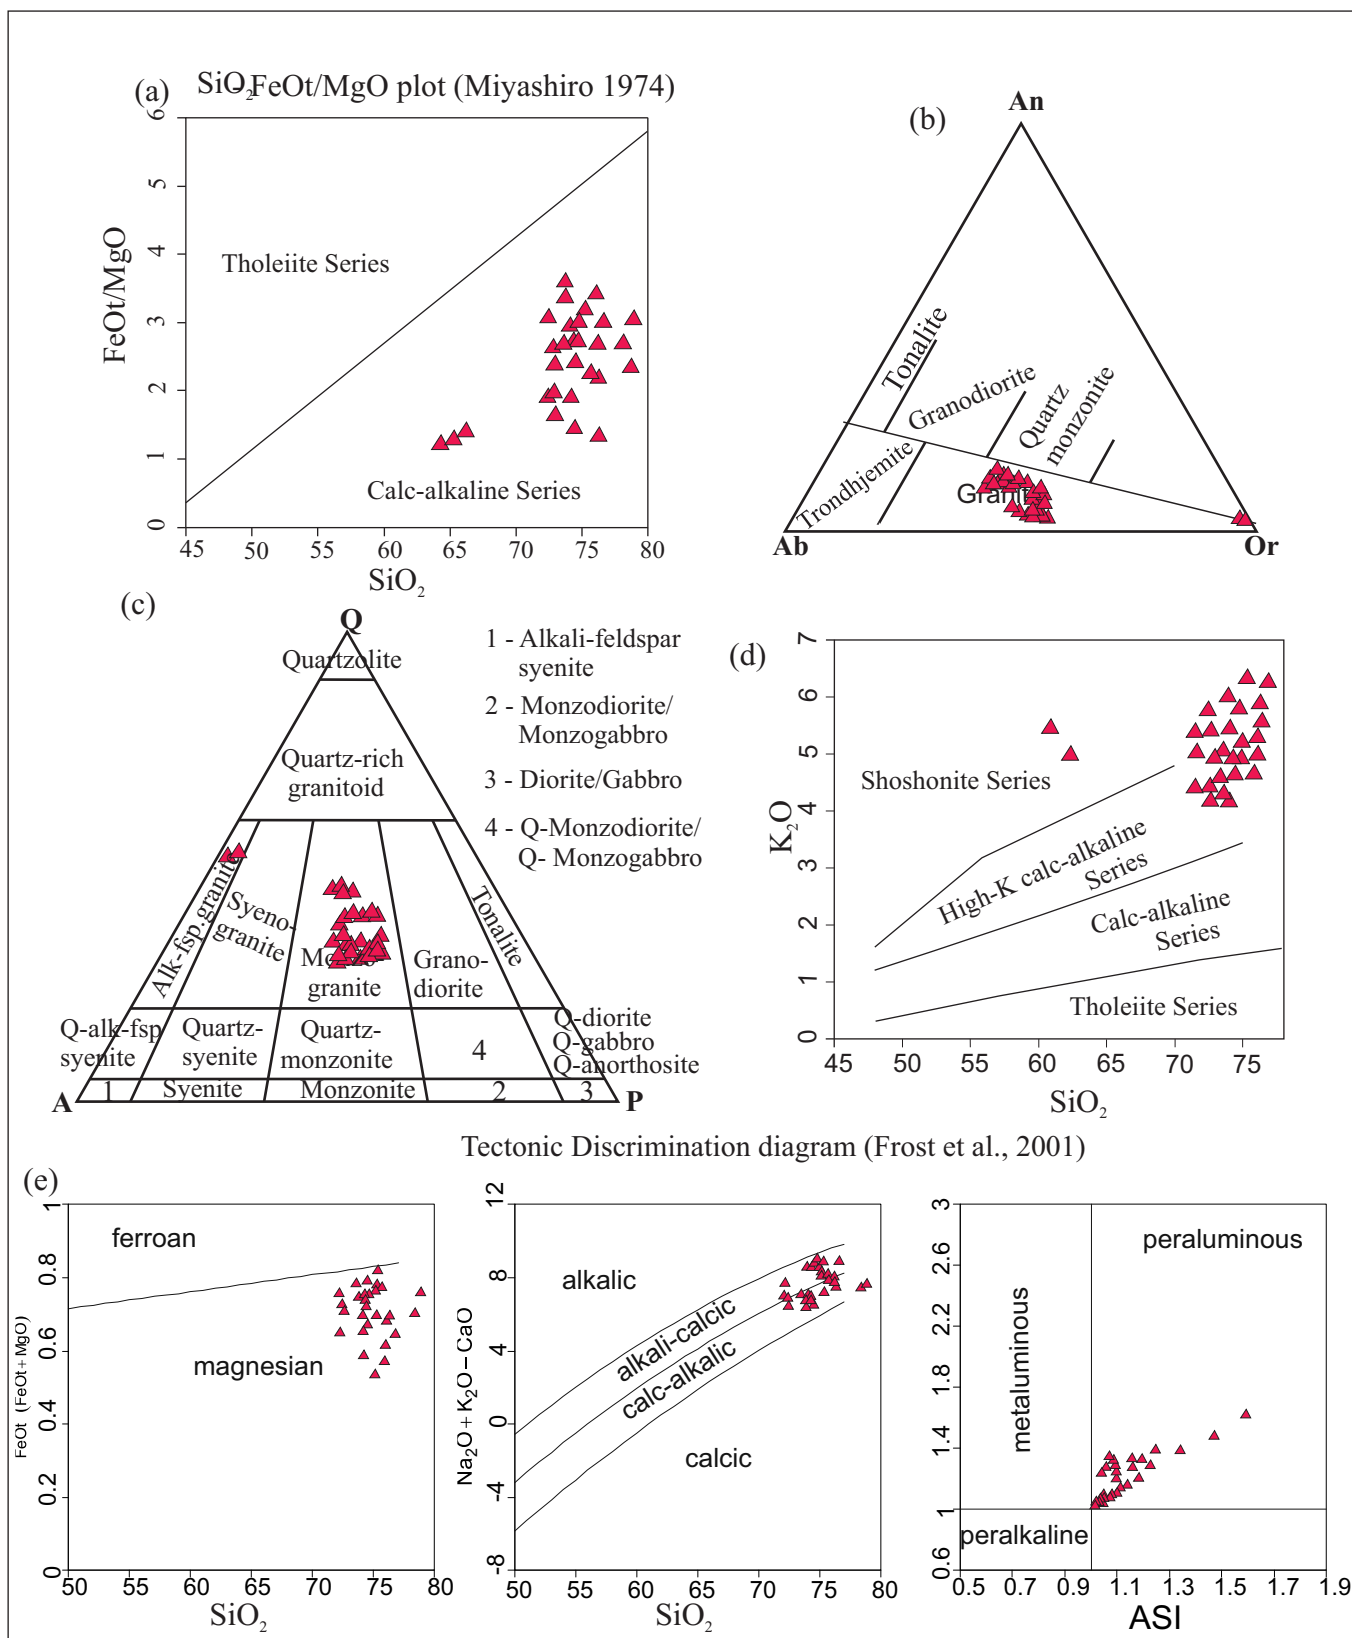 (a) SiO2-FeOt/MgO plot (Miyashiro 1974)
6
5
4
3
2
1
0
FeOt/MgO
Tholeiite Series
Calc-alkaline Series
45 50 55 60 65 70 75 80
SiO2
(b)
An
Tonalite
Granodiorite
Quartz
monzonite
Trondhjemite
Granit
Ab
Or
(c)
Q
Quartzolite
Quartz-rich
granitoid
Alk-fsp.granite
Syeno-
granite
Monzo
granite
Grano-
diorite
Tonalite
Q-alk-fsp
syenite
Quartz-
syenite
Quartz-
monzonite
4
Q-diorite
Q-gabbro
Q-anorthosite
A
1
Syenite
Monzonite
2
3
P
1 - Alkali-feldspar
syenite
2 - Monzodiorite/
Monzogabbro
3 - Diorite/Gabbro
4 - Q-Monzodiorite/
Q- Monzogabbro
(d)
7
6
5
4
3
2
1
0
K2O
Shoshonite Series
High-K calc-alkaline
Series
Calc-alkaline
Series
Tholeiite Series
45 50 55 60 65 70 75
SiO2
Tectonic Discrimination diagram (Frost et al., 2001)
(e)
1
0.8
0.6
0.4
0.2
0
FeOt (FeOt+MgO)
ferroan
magnesian
50 55 60 65 70 75 80
SiO2
12
8
4
0
-4
-8
Na2O+K2O-CaO
alkalic
alkali-calcic
calc-alkalic
calcic
50 55 60 65 70 75 80
SiO2
3
2.6
2.2
1.8
1.4
1
0.6
metaluminous
peraluminous
peralkaline
0.5 0.7 0.9 1.1 1.3 1.5 1.7 1.9
ASI